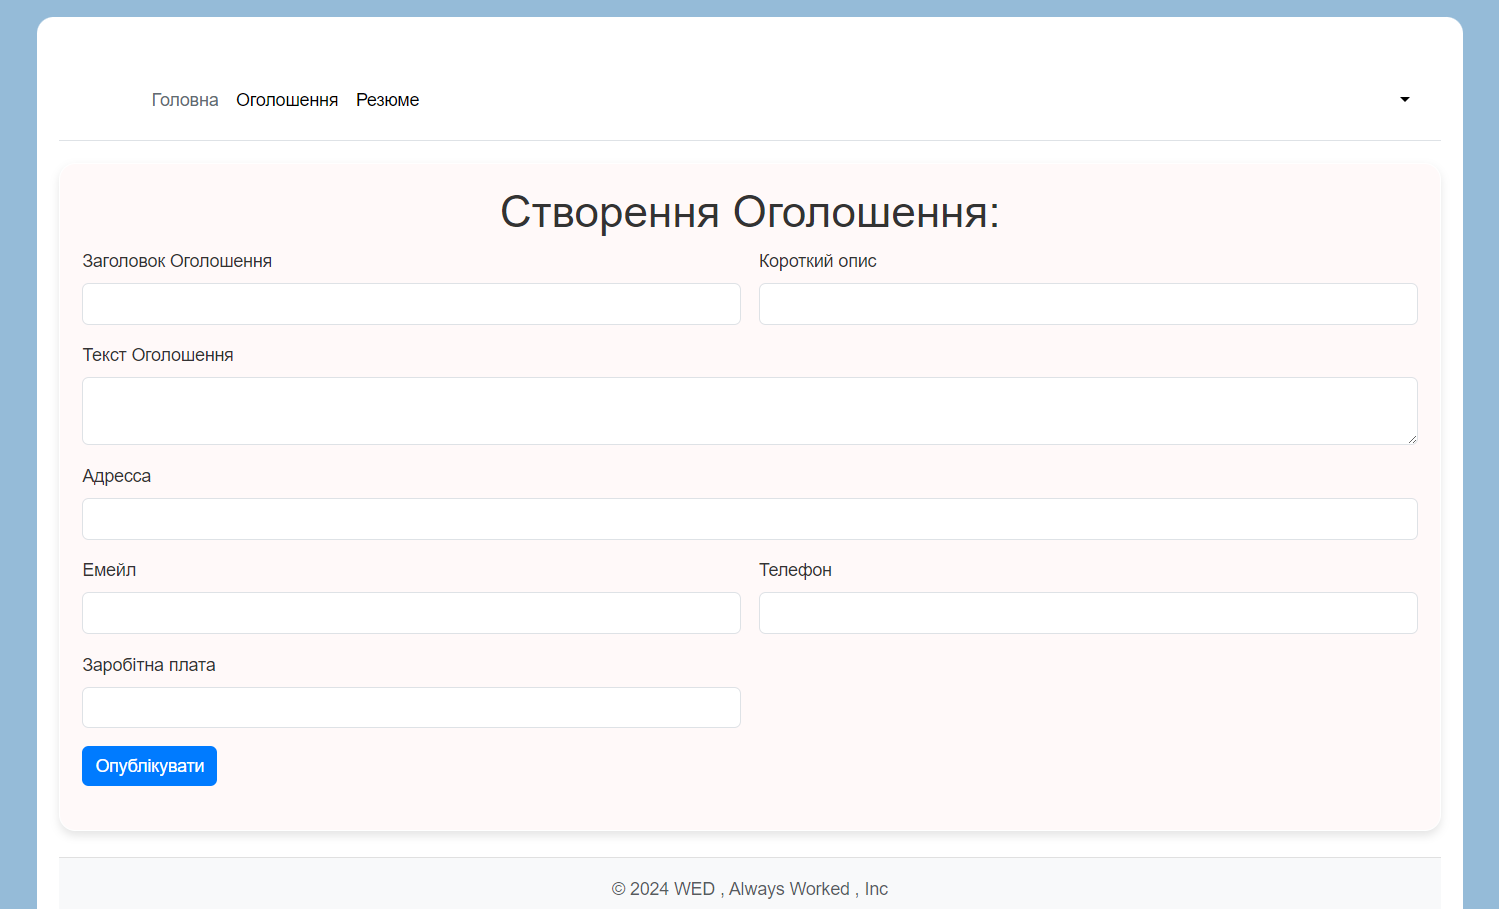 Головна Оголошення Резюме
Створення Оголошення:
Заголовок Оголошення Короткий опис
Текст Оголошення
Адресса
Емейл Телефон
Заробітна плата
Опублікувати
© 2024 WED , Always Worked , Inc